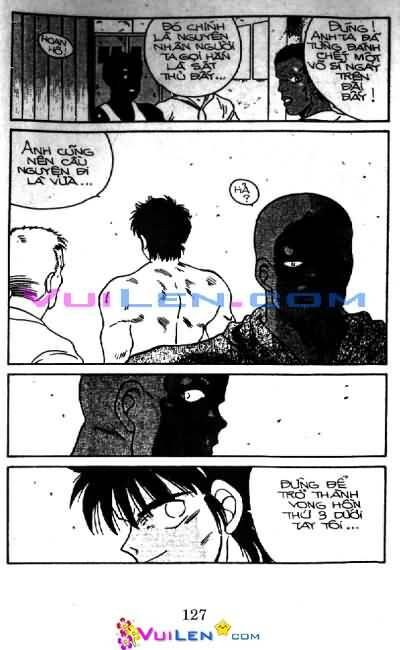 ĐÚNG!
ANH TA ĐÃ
TỪNG ĐÁNH
CHẾT MỘT
VÕ SĨ NGAY
TRÊN
ĐÀI
ĐẤY!
ĐÓ CHÍNH
LÀ NGUYÊN
NHÂN NGƯỜI
TA GỌI HẮN
LÀ SÁT
THỦ ĐẤY...
HOAN
HÔ!
ANH CŨNG
NÊN CẦU
NGUYỆN ĐI
LÀ VỪA...
HẢ
?
VUILEN.COM
ĐỪNG ĐỂ
TRỞ THÀNH
VONG HỒN
THỨ 3 DƯỚI
TAY TÔI...
127
VUILEN.COM